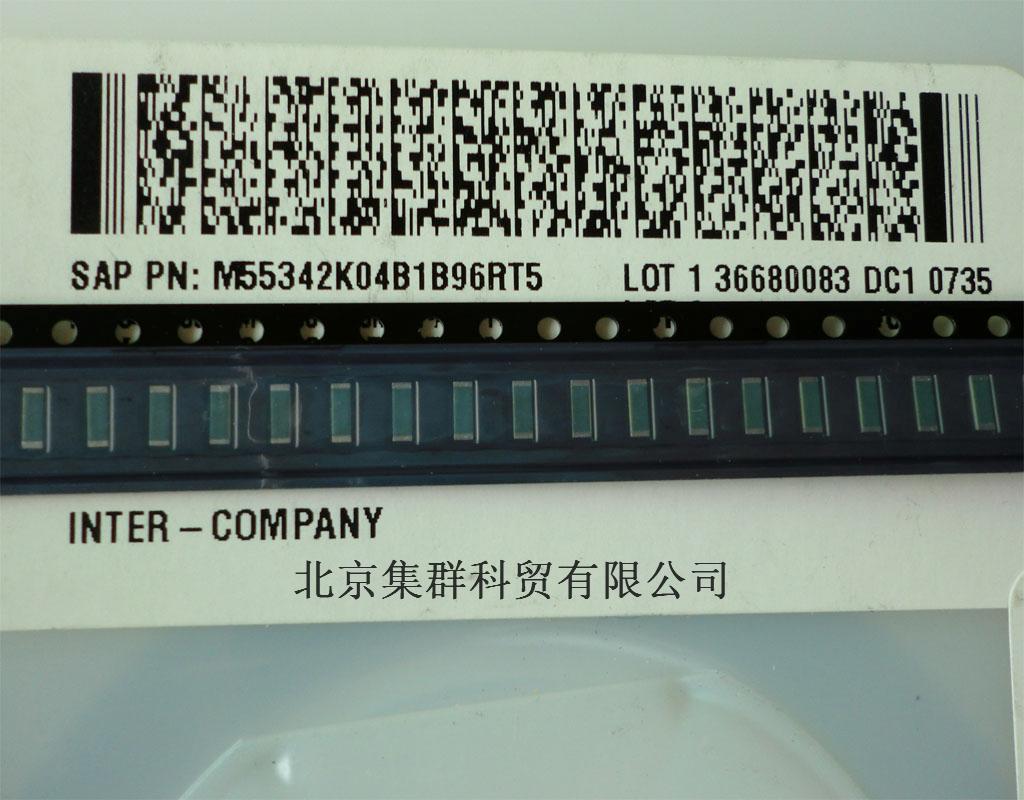 SAP PN: M55342K04B1B96RT5 LOT 1 36680083 DC1 0735
INTER – COMPANY
北京集群科贸有限公司